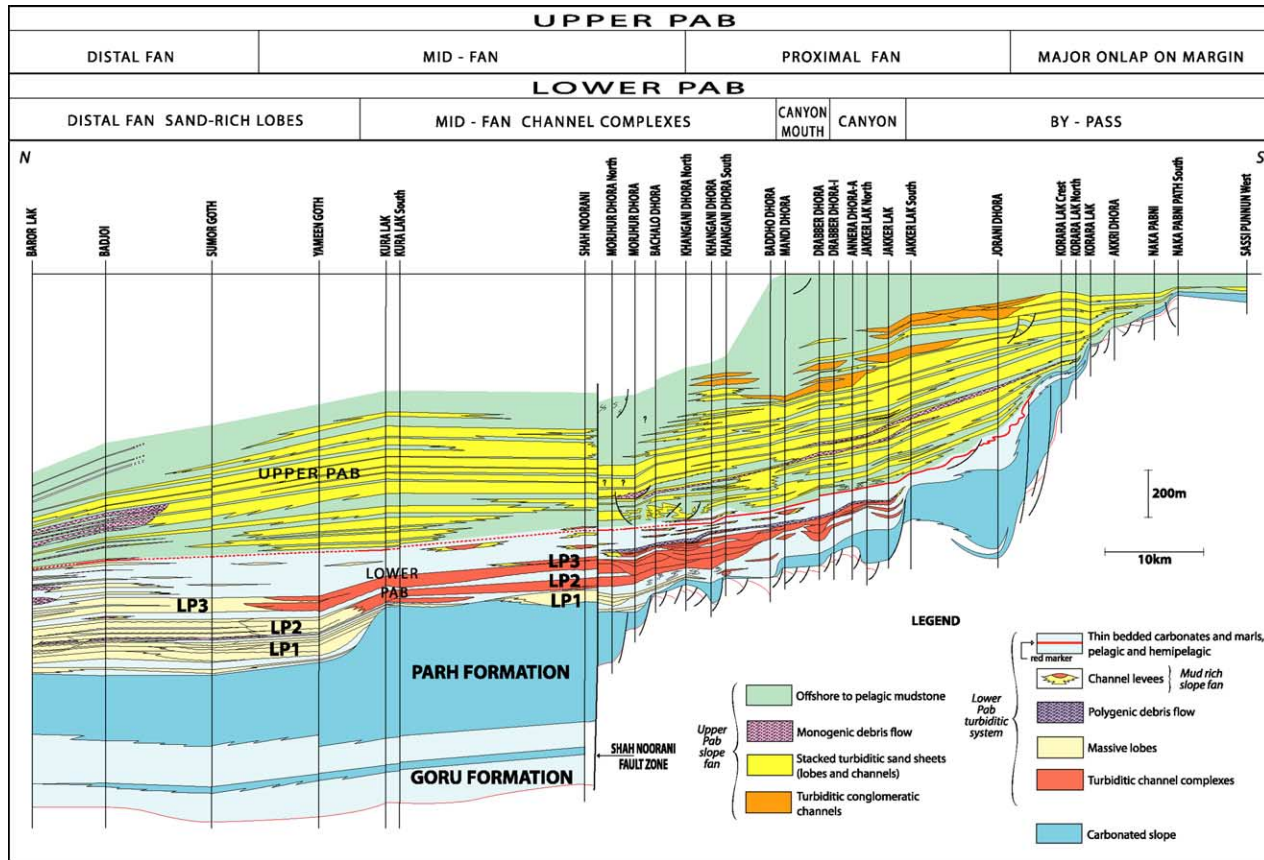 UPPER PAB
DISTAL FAN
MID - FAN
PROXIMAL FAN
MAJOR ONLAP ON MARGIN
LOWER PAB
DISTAL FAN SAND-RICH LOBES
MID - FAN CHANNEL COMPLEXES
CANYON
MOUTH
CANYON
BY - PASS
N
S
BAROR LAK
BADJOI
SUMOR GOTH
YAMEEN GOTH
KURA LAK
KURA LAK South
SHAH NOORANI
MORJHUR DHORA North
MORJHUR DHORA
BACHALO DHORA
KHANGANI DHORA North
KHANGANI DHORA
KHANGANI DHORA South
BADDHO DHORA
MANDI DHORA
DRABBER DHORA
DRABBER DHORA-I
ANNERA DHORA-A
JAKKER LAK North
JAKKER LAK
JAKKER LAK South
JORANI DHORA
KORARA LAK Crest
KORARA LAK North
KORARA LAK
AKKRI DHORA
NAKA PABNI
NAKA PABNI PATH South
SASSI PUNNUN West
?
? ?
UPPER PAB
200m
10km
LOWER
PAB
LP3
LP2
LP1
LP3
LP2
LP1
PARH FORMATION
SHAH NOORANI
FAULT ZONE
GORU FORMATION
LEGEND
Upper
Pab
slope
fan
Offshore to pelagic mudstone
Monogenic debris flow
Stacked turbiditic sand sheets
(lobes and channels)
Turbiditic conglomeratic
channels
Lower
Pab
turbiditic
system
Thin bedded carbonates and marls,
pelagic and hemipelagic
red marker
Channel levees
Mud rich
slope fan
Polygenic debris flow
Massive lobes
Turbiditic channel complexes
Carbonated slope